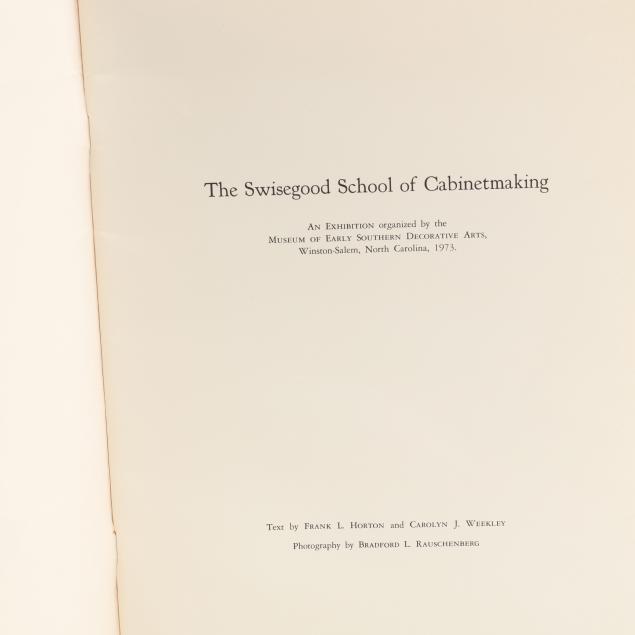 The Swisegood School of Cabinetmaking
An Exhibition organized by the
Museum of Early Southern Decorative Arts,
Winston-Salem, North Carolina, 1973.
Text by Frank L. Horton and Carolyn J. Weekley
Photography by Bradford L. Rauschenberg